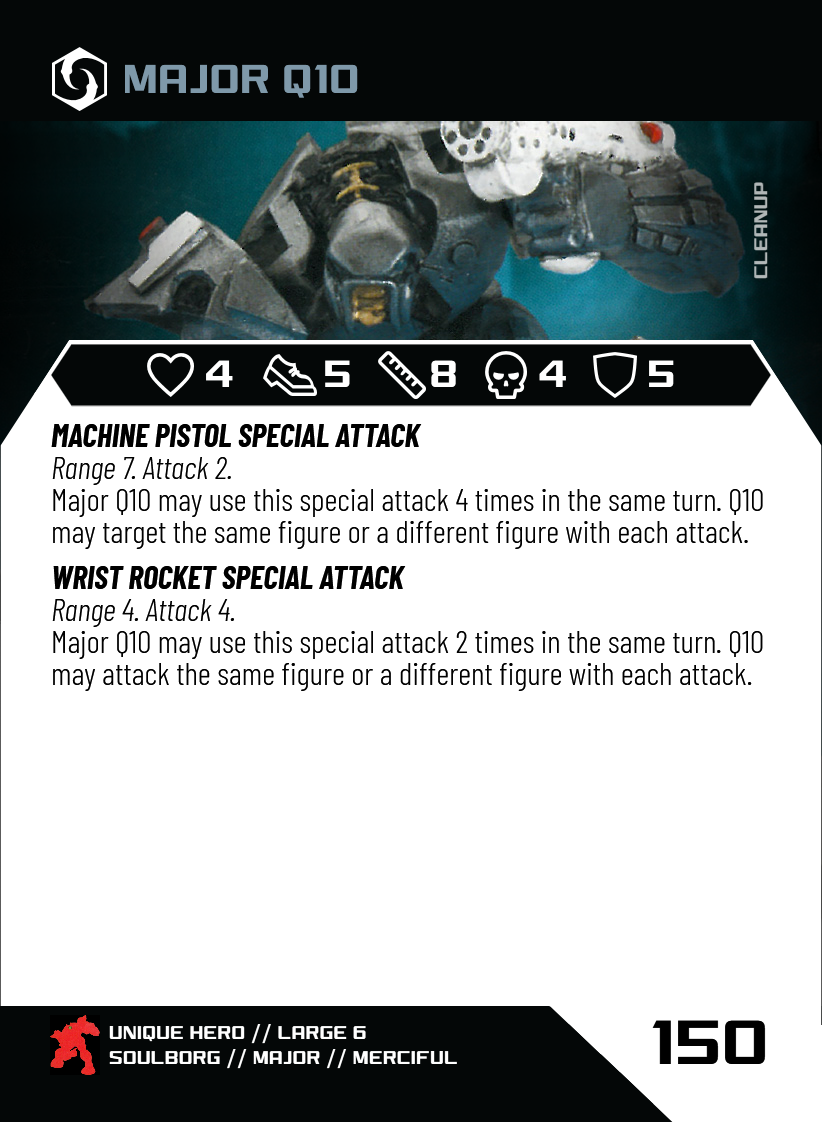 MAJOR Q10
CLEANUP
4 5 8 4 5
MACHINE PISTOL SPECIAL ATTACK
Range 7. Attack 2.
Major Q10 may use this special attack 4 times in the same turn. Q10
may target the same figure or a different figure with each attack.
WRIST ROCKET SPECIAL ATTACK
Range 4. Attack 4.
Major Q10 may use this special attack 2 times in the same turn. Q10
may attack the same figure or a different figure with each attack.
UNIQUE HERO // LARGE 6
SOULBORG // MAJOR // MERCIFUL
150